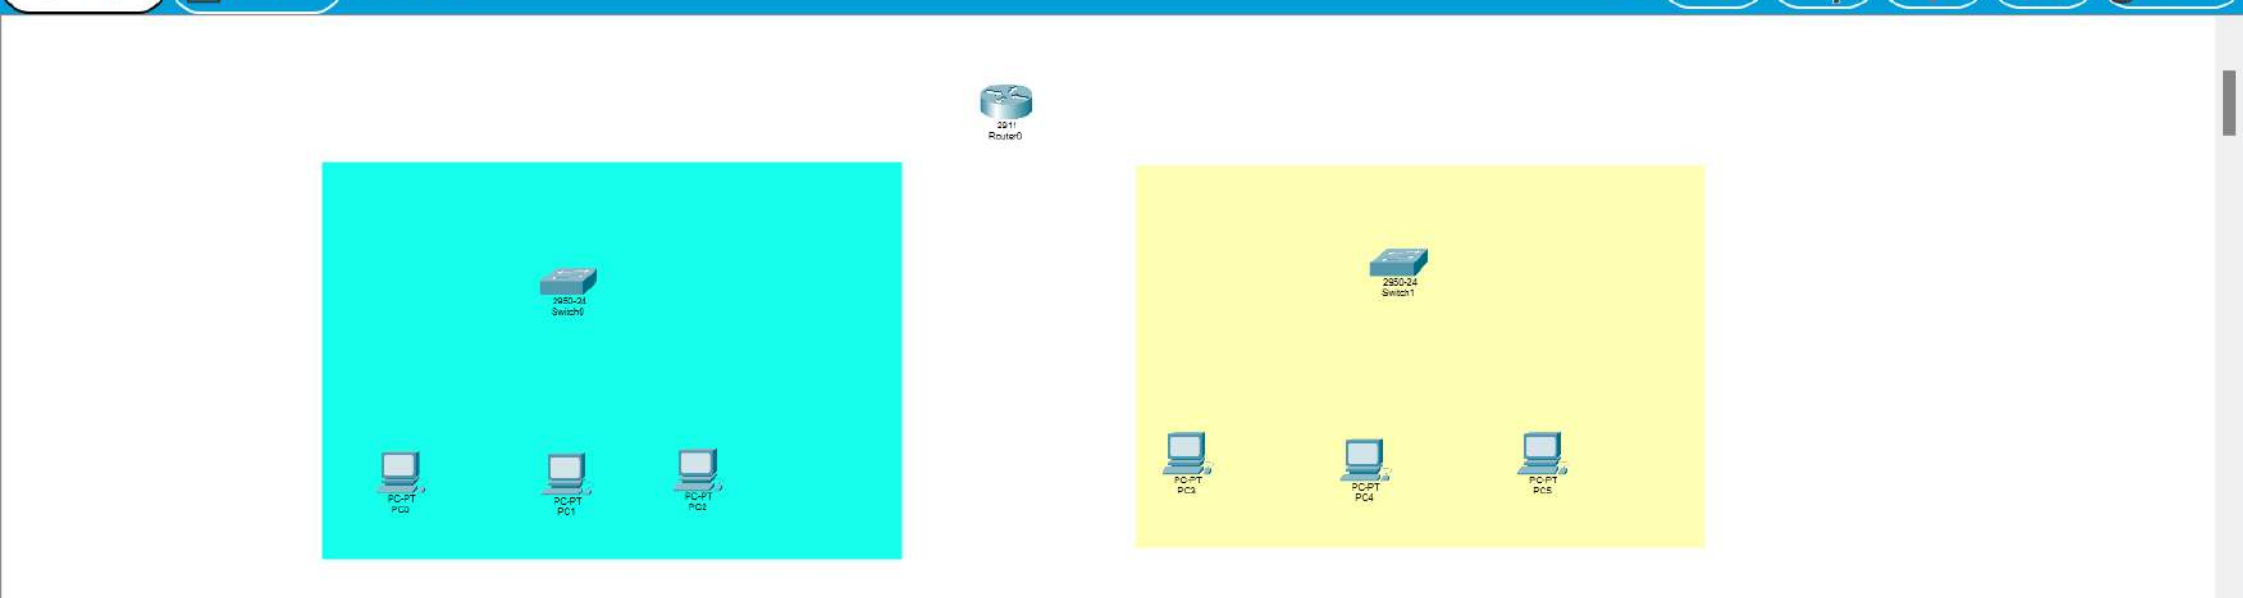 2911
Router0
2950-24
Switch0
2950-24
Switch1
PC-PT
PC0
PC-PT
PC1
PC-PT
PC2
PC-PT
PC3
PC-PT
PC4
PC-PT
PC5